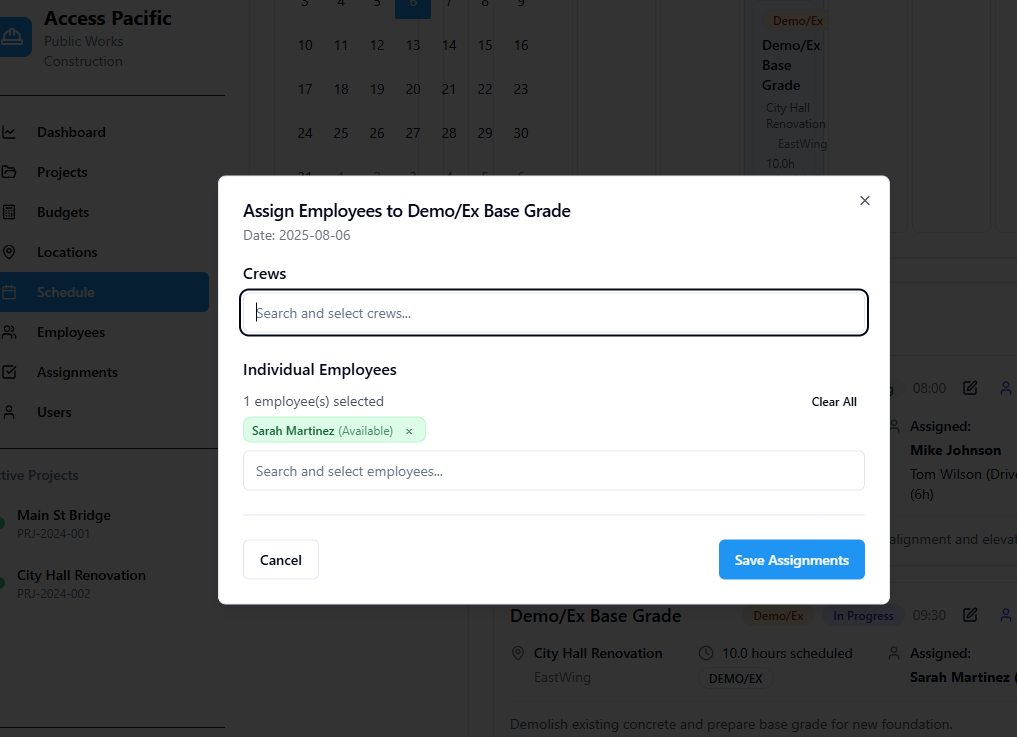 Access Pacific
Public Works
Construction
Dashboard
Projects
Budgets
Locations
Schedule
Employees
Assignments
Users
tive Projects
Main St Bridge
PRJ-2024-001
City Hall Renovation
PRJ-2024-002
3 4 5 6 7 8 9
10 11 12 13 14 15 16
17 18 19 20 21 22 23
24 25 26 27 28 29 30
Demo/Ex
Demo/Ex
Base
Grade
City Hall
Renovation
EastWing
10.0h
Assign Employees to Demo/Ex Base Grade
Date: 2025-08-06
Crews
Search and select crews...
Individual Employees
1 employee(s) selected
Clear All
Sarah Martinez (Available) ×
Search and select employees...
Cancel
Save Assignments
g 08:00
Assigned:
Mike Johnson
Tom Wilson (Drive
(6h)
alignment and elevat
Demo/Ex Base Grade
Demo/Ex
In Progress
09:30
City Hall Renovation
EastWing
10.0 hours scheduled
DEMO/EX
Assigned:
Sarah Martinez (
Demolish existing concrete and prepare base grade for new foundation.